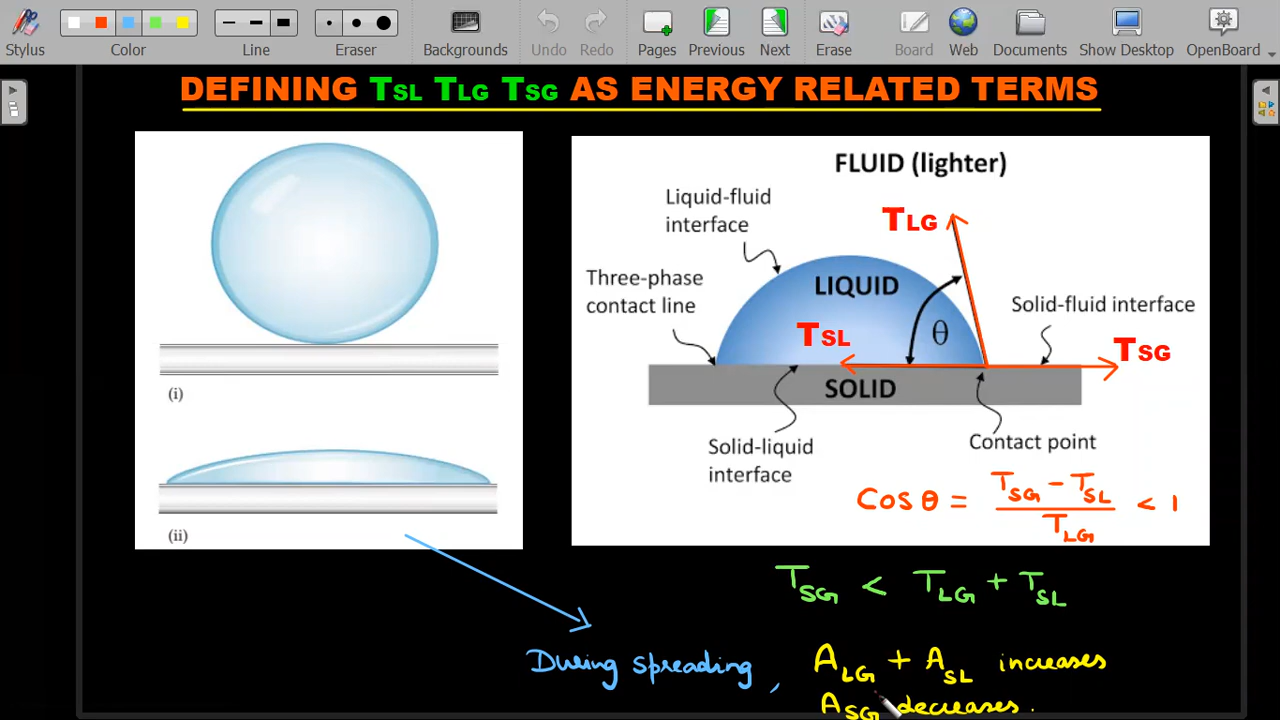 Stylus
Color
Line
Eraser
Backgrounds
Undo
Redo
Pages
Previous
Next
Erase
Board
Web
Documents
Show Desktop
OpenBoard
DEFINING TSL TLG TSG AS ENERGY RELATED TERMS
(i)
(ii)
FLUID (lighter)
Liquid-fluid
interface
TLG
Three-phase
contact line
LIQUID
Solid-fluid interface
TSL
θ
TSG
SOLID
Solid-liquid
interface
Contact point
Cos θ = (TSG - TSL) / TLG < 1
TSG < TLG + TSL
During spreading, ALG + ASL increases
ASG decreases.